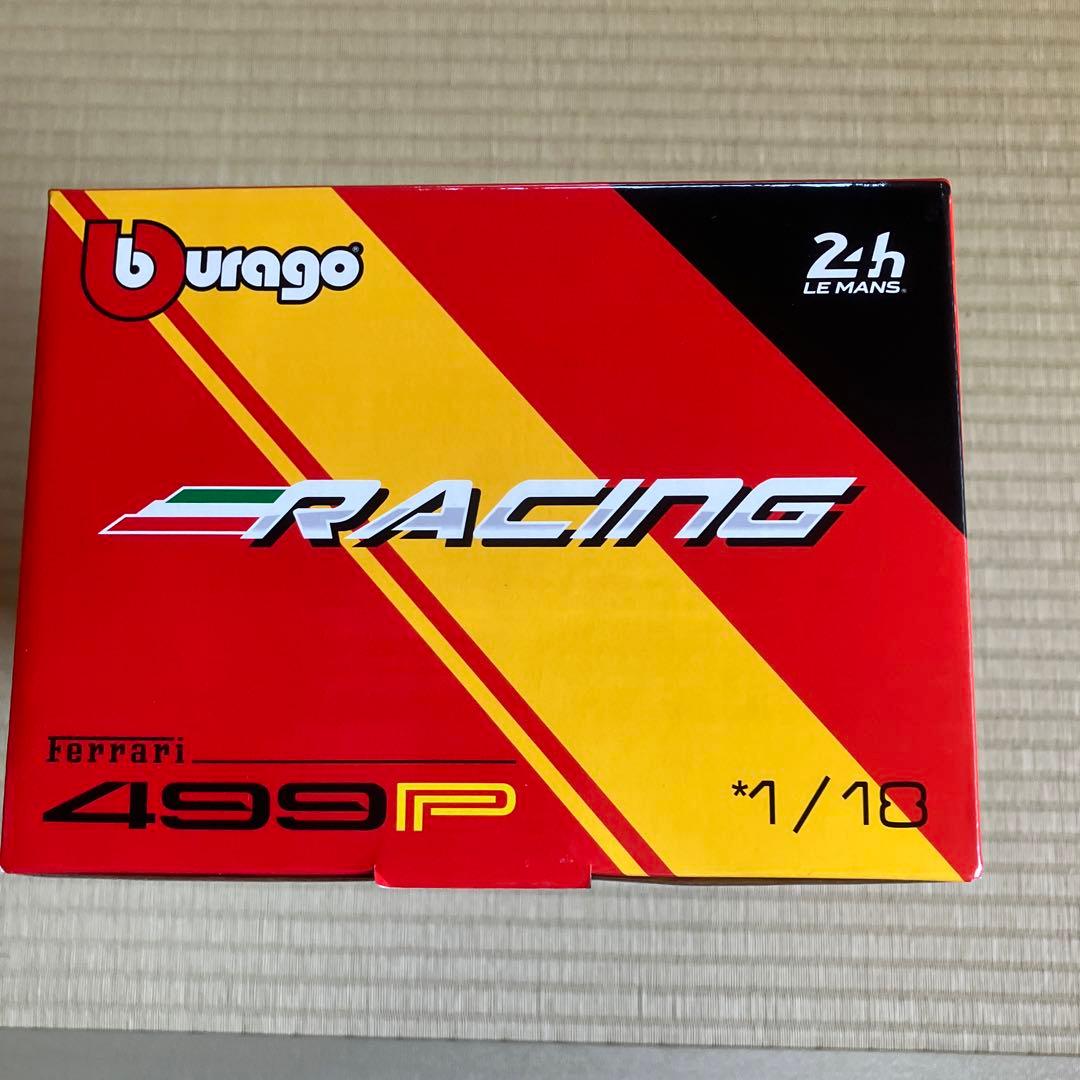 burago®
24h
LE MANS
RACING
Ferrari
499P
*1/18